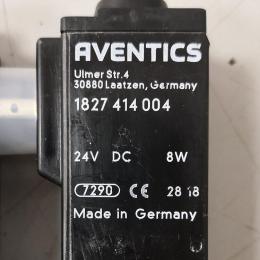 AVENTICS
Ulmer Str.4
30880 Laatzen, Germany
1827 414 004
24V DC 8W
7290 CE 28 18
Made in Germany